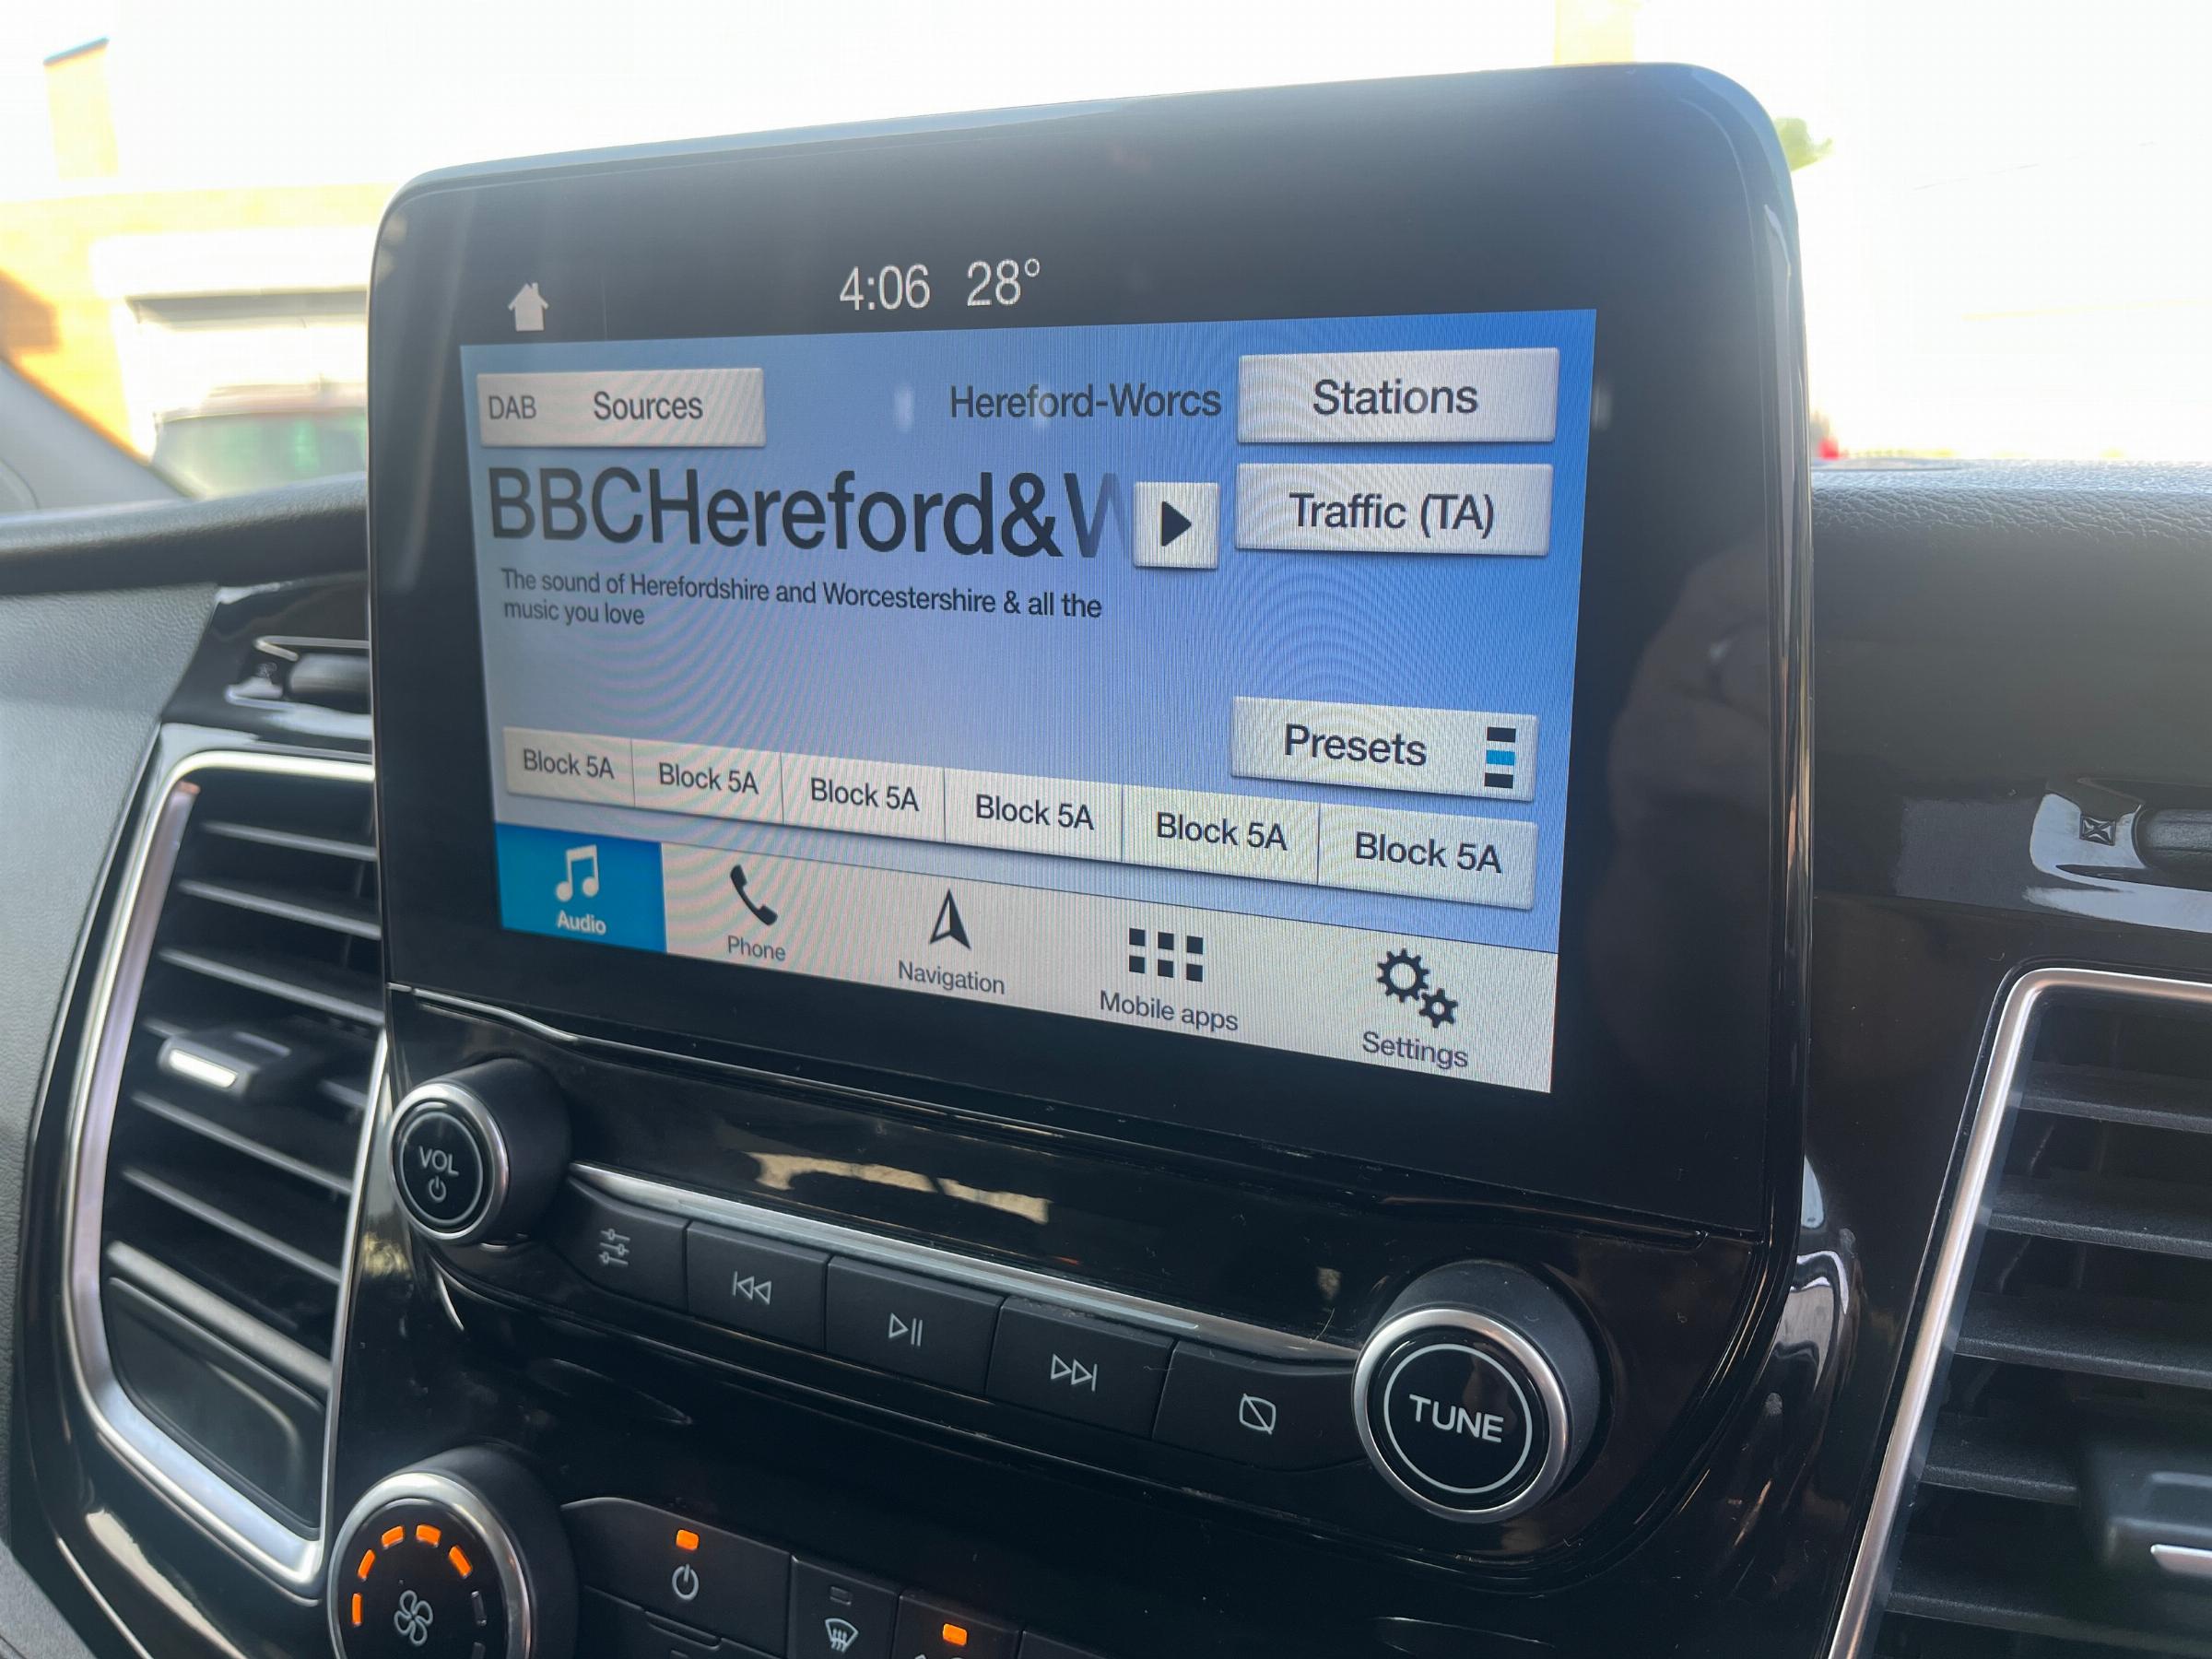 4:06 28°
DAB Sources
Hereford-Worcs
Stations
BBCHereford&W
Traffic (TA)
The sound of Herefordshire and Worcestershire & all the
music you love
Presets
Block 5A Block 5A Block 5A Block 5A Block 5A Block 5A
Audio Phone Navigation Mobile apps Settings
VOL
TUNE